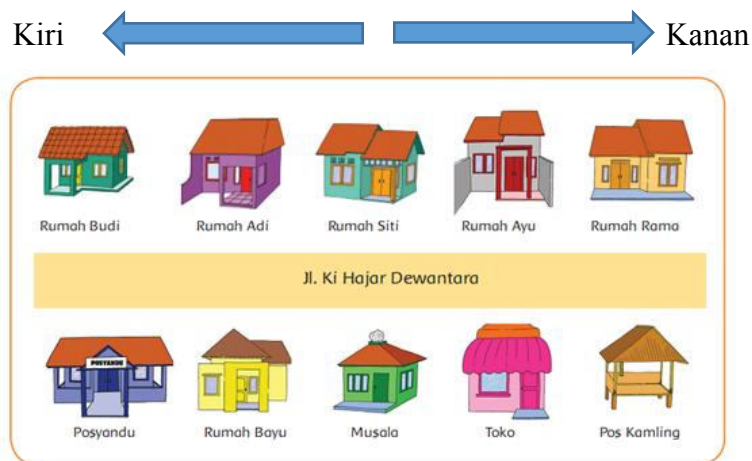 Kiri Kanan
Rumah Budi Rumah Adi Rumah Siti Rumah Ayu Rumah Rama
Jl. Ki Hajar Dewantara
POSYANDU
Posyandu Rumah Bayu Musala Toko Pos Kamling